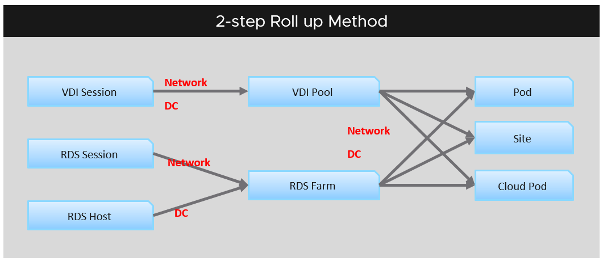 2-step Roll up Method
VDI Session
Network
DC
VDI Pool
Pod
RDS Session
Network
Network
DC
Site
RDS Host
DC
RDS Farm
Cloud Pod